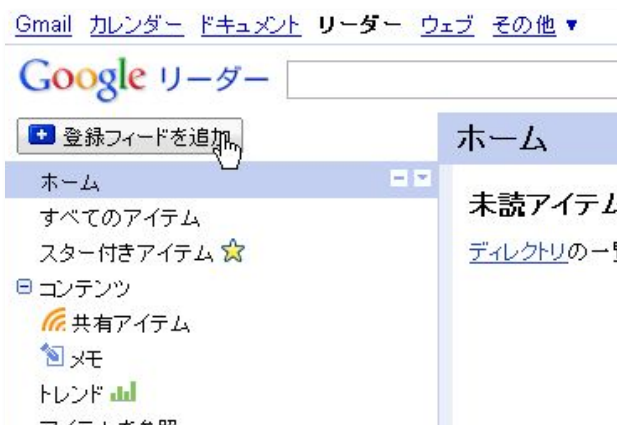 Gmail カレンダー ドキュメント リーダー ウェブ その他 ▼
Google リーダー
登録フィードを追加
ホーム
ホーム
すべてのアイテム
未読アイテム
スター付きアイテム
ディレクトリの一覧
コンテンツ
共有アイテム
メモ
トレンド